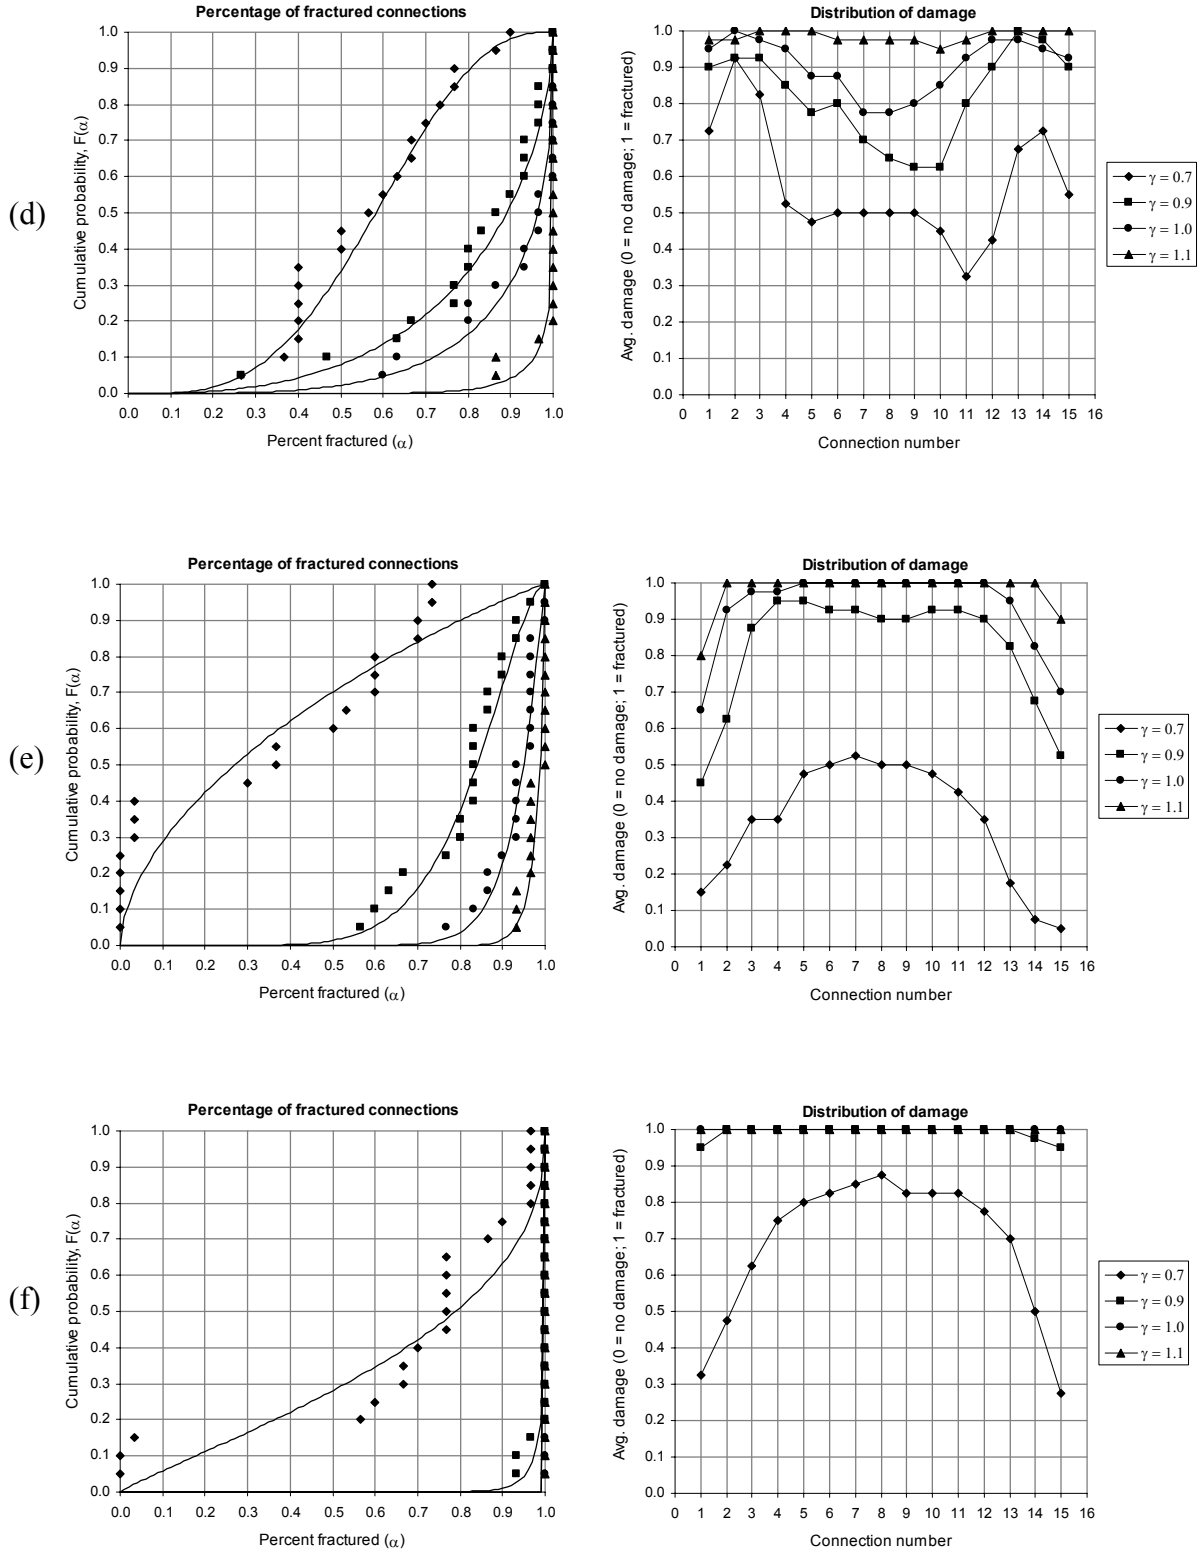 (d)
Percentage of fractured connections
Cumulative probability, F(α)
1.0
0.9
0.8
0.7
0.6
0.5
0.4
0.3
0.2
0.1
0.0
0.0 0.1 0.2 0.3 0.4 0.5 0.6 0.7 0.8 0.9 1.0
Percent fractured (α)
Distribution of damage
Avg. damage (0 = no damage; 1 = fractured)
1.0
0.9
0.8
0.7
0.6
0.5
0.4
0.3
0.2
0.1
0.0
0 1 2 3 4 5 6 7 8 9 10 11 12 13 14 15 16
Connection number
γ = 0.7
γ = 0.9
γ = 1.0
γ = 1.1
(e)
Percentage of fractured connections
Cumulative probability, F(α)
1.0
0.9
0.8
0.7
0.6
0.5
0.4
0.3
0.2
0.1
0.0
0.0 0.1 0.2 0.3 0.4 0.5 0.6 0.7 0.8 0.9 1.0
Percent fractured (α)
Distribution of damage
Avg. damage (0 = no damage; 1 = fractured)
1.0
0.9
0.8
0.7
0.6
0.5
0.4
0.3
0.2
0.1
0.0
0 1 2 3 4 5 6 7 8 9 10 11 12 13 14 15 16
Connection number
γ = 0.7
γ = 0.9
γ = 1.0
γ = 1.1
(f)
Percentage of fractured connections
Cumulative probability, F(α)
1.0
0.9
0.8
0.7
0.6
0.5
0.4
0.3
0.2
0.1
0.0
0.0 0.1 0.2 0.3 0.4 0.5 0.6 0.7 0.8 0.9 1.0
Percent fractured (α)
Distribution of damage
Avg. damage (0 = no damage; 1 = fractured)
1.0
0.9
0.8
0.7
0.6
0.5
0.4
0.3
0.2
0.1
0.0
0 1 2 3 4 5 6 7 8 9 10 11 12 13 14 15 16
Connection number
γ = 0.7
γ = 0.9
γ = 1.0
γ = 1.1